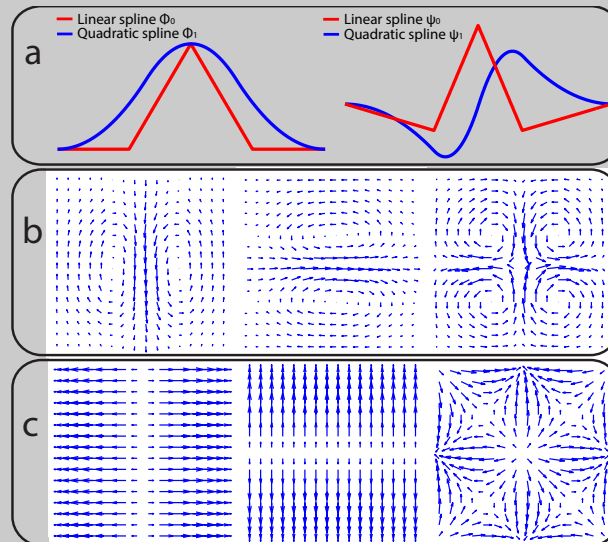 a
Linear spline Φ₀
Quadratic spline Φ₁
Linear spline ψ₀
Quadratic spline ψ₁
b
c